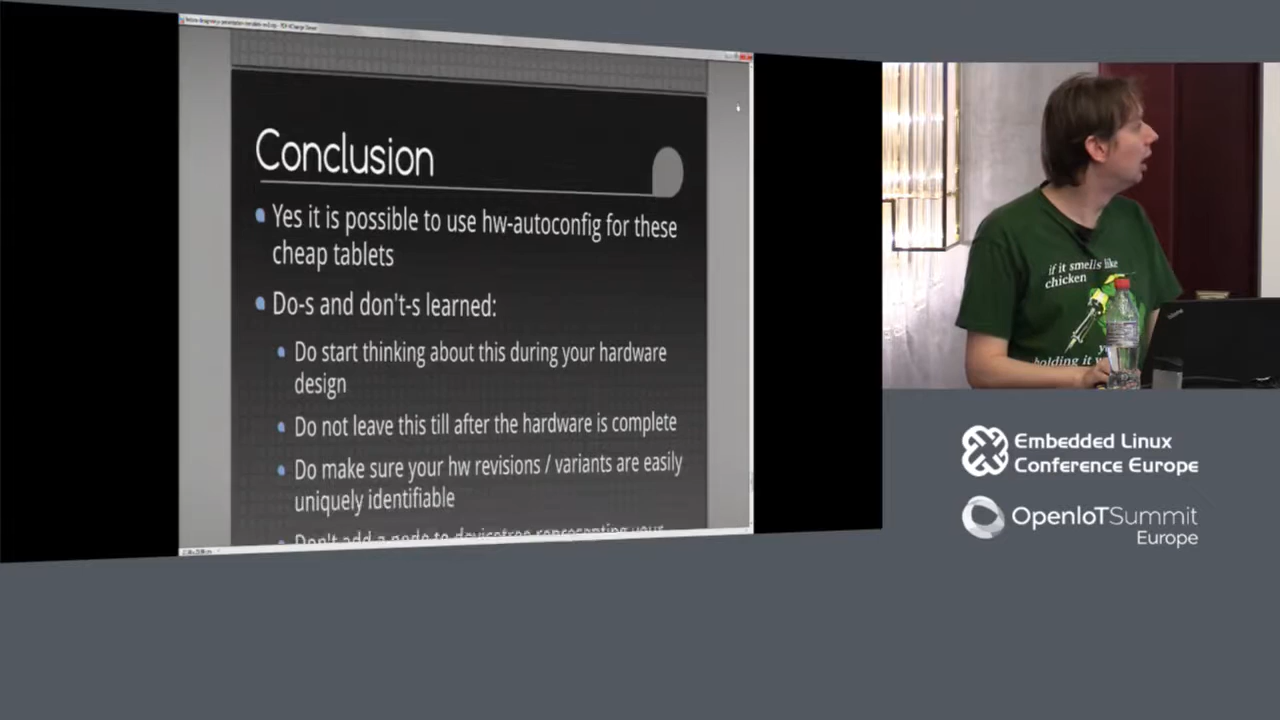 Conclusion
Yes it is possible to use hw-autoconfig for these
cheap tablets
Do-s and don't-s learned:
Do start thinking about this during your hardware
design
Do not leave this till after the hardware is complete
Do make sure your hw revisions / variants are easily
uniquely identifiable
Don't add a node to devicetree representing your
if it smells like
chicken
holding it
Embedded Linux
Conference Europe
OpenIoTSummit
Europe